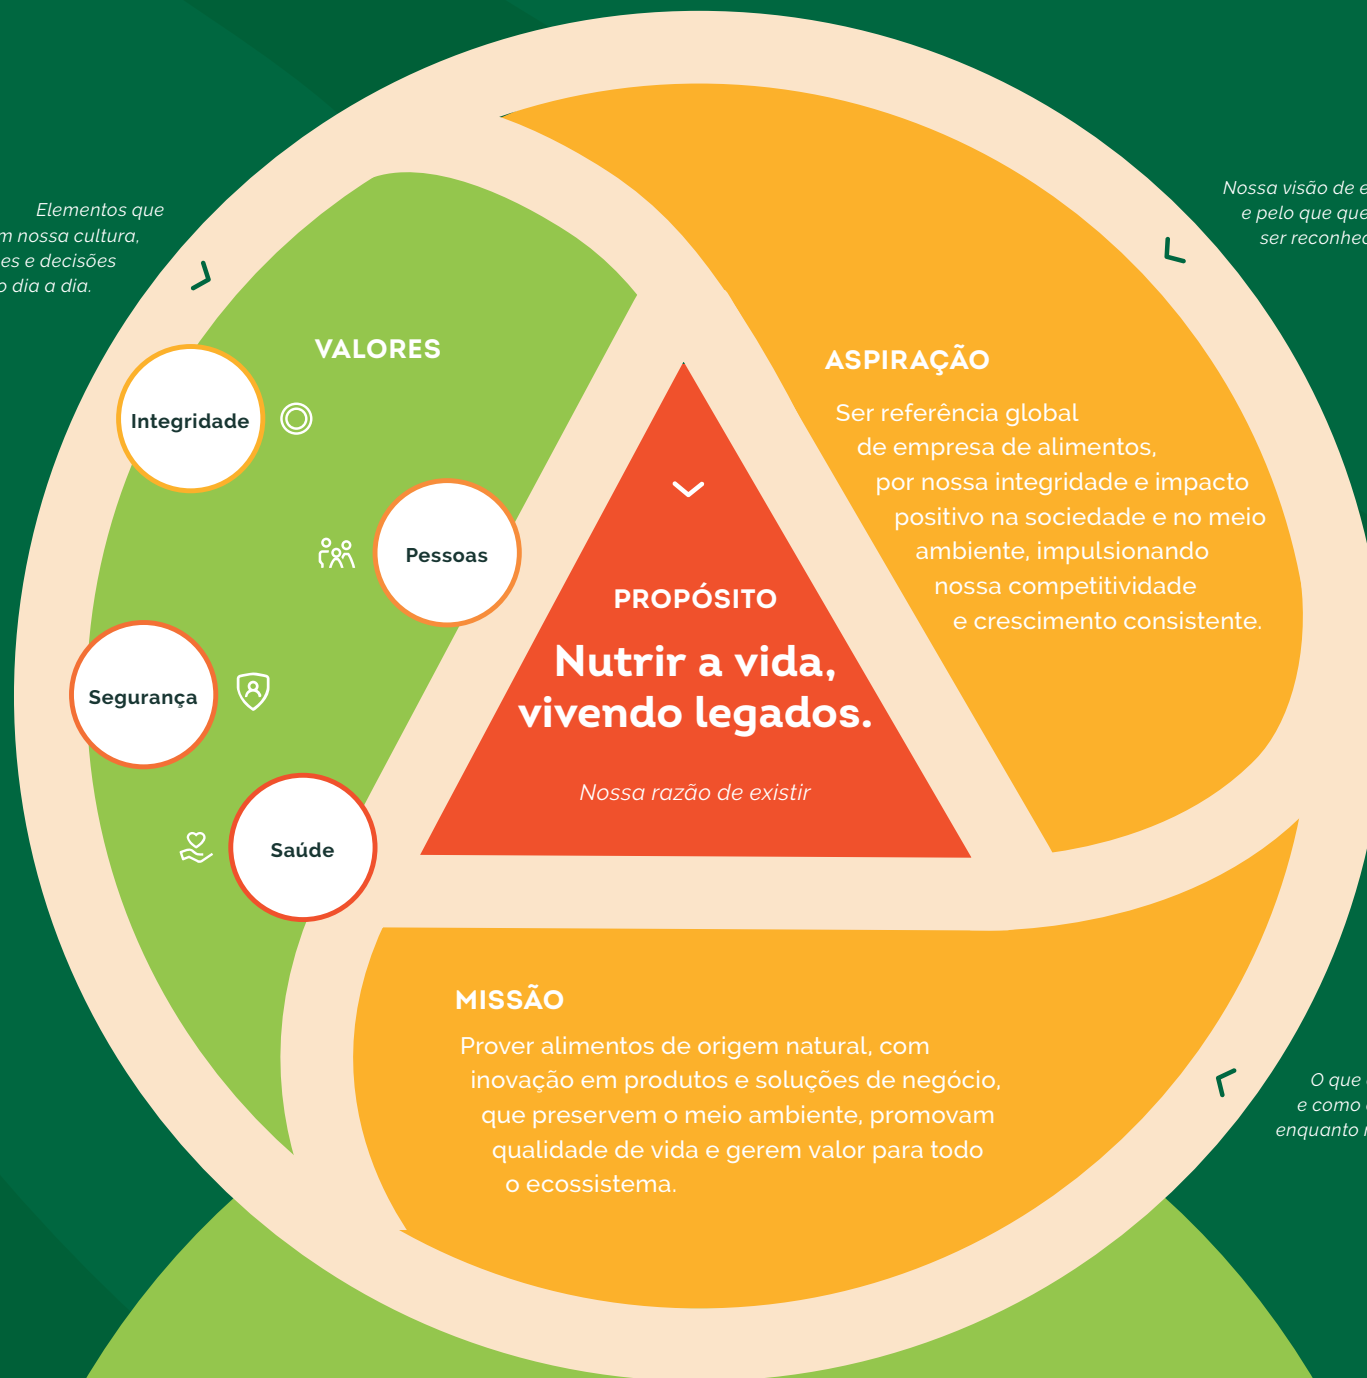 Elementos que
nossa cultura,
e decisões
dia a dia.
VALORES
Integridade
Pessoas
Segurança
Saúde
PROPÓSITO
Nutrir a vida,
vivendo legados.
Nossa razão de existir
Nossa visão de
e pelo que
ser
ASPIRAÇÃO
Ser referência global
de empresa de alimentos,
por nossa integridade e impacto
positivo na sociedade e no meio
ambiente, impulsionando
nossa competitividade
e crescimento consistente.
MISSÃO
Prover alimentos de origem natural, com
inovação em produtos e soluções de negócio,
que preservem o meio ambiente, promovam
qualidade de vida e gerem valor para todo
o ecossistema.
O que
e como
enquanto